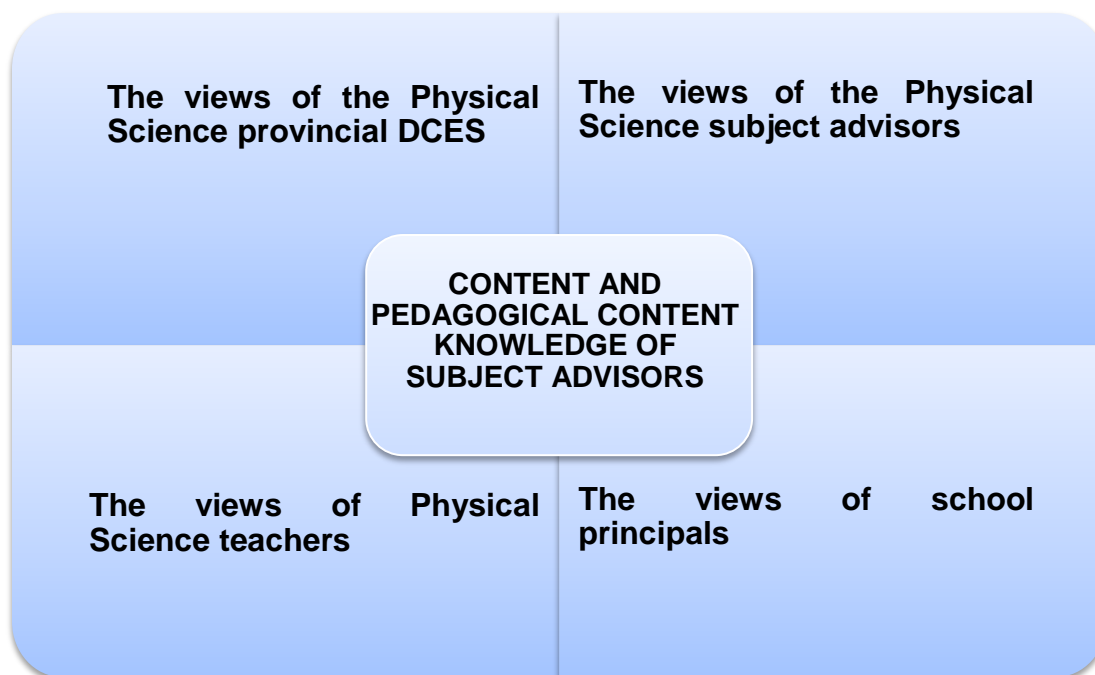 The views of the Physical
Science provincial DCES
The views of the Physical
Science subject advisors
CONTENT AND
PEDAGOGICAL CONTENT
KNOWLEDGE OF
SUBJECT ADVISORS
The views of Physical
Science teachers
The views of school
principals